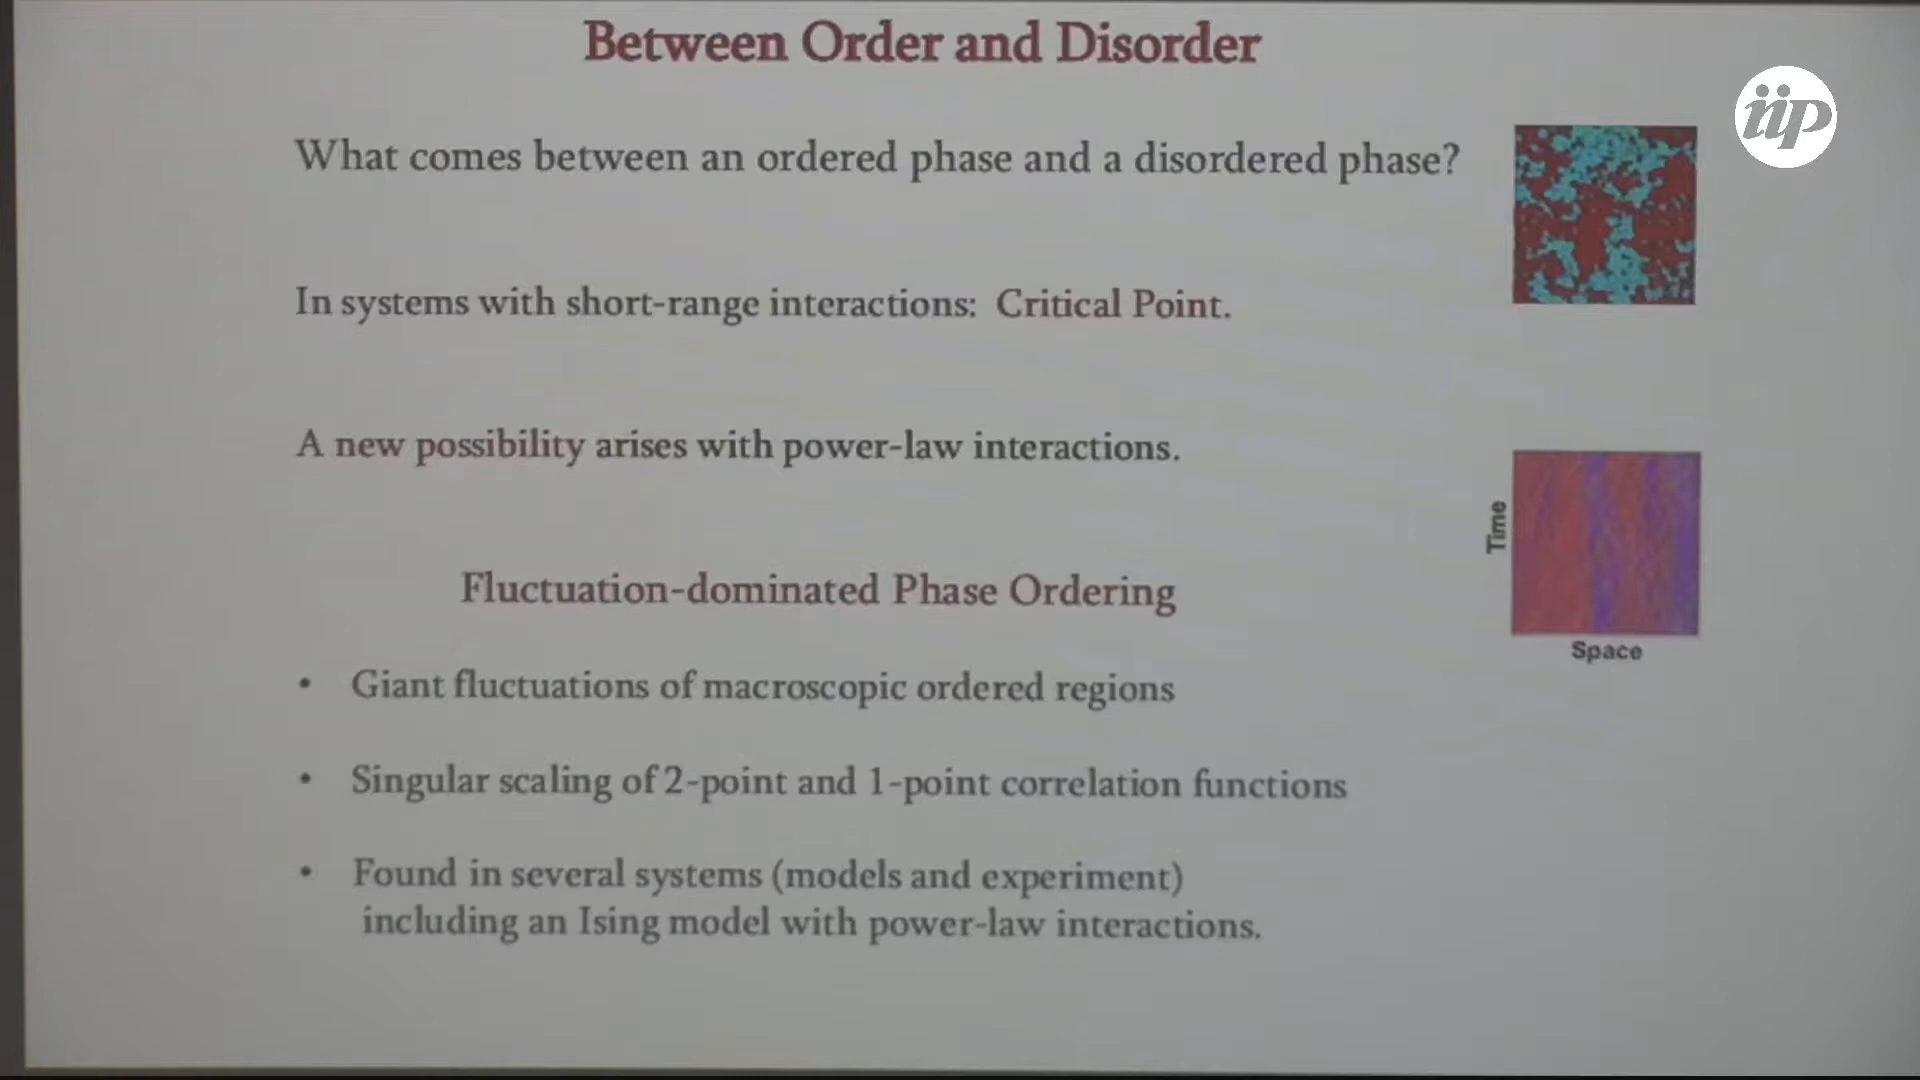 Between Order and Disorder
iip
What comes between an ordered phase and a disordered phase?
In systems with short-range interactions: Critical Point.
A new possibility arises with power-law interactions.
Time
Space
Fluctuation-dominated Phase Ordering
• Giant fluctuations of macroscopic ordered regions
• Singular scaling of 2-point and 1-point correlation functions
• Found in several systems (models and experiment)
including an Ising model with power-law interactions.